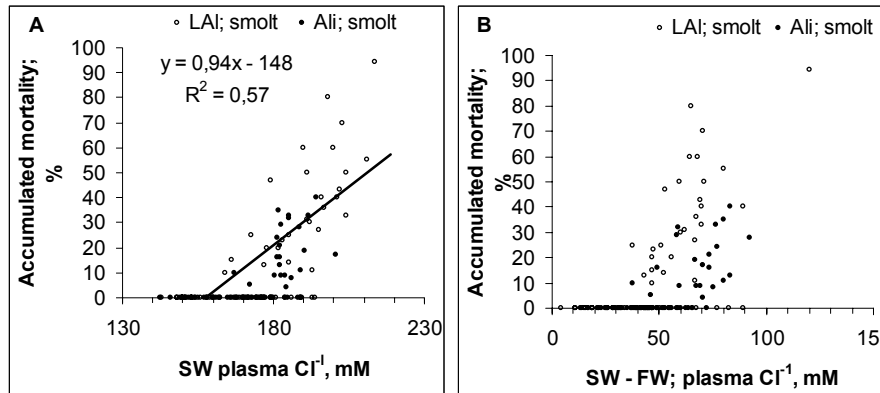 A
LAl; smolt
Ali; smolt
y = 0,94x - 148
R² = 0,57
Accumulated mortality;
%
100
90
80
70
60
50
40
30
20
10
0
130
180
230
SW plasma Cl⁻ˡ, mM
B
LAl; smolt
Ali; smolt
Accumulated mortality;
%
100
90
80
70
60
50
40
30
20
10
0
0
50
100
15
SW - FW; plasma Cl⁻¹, mM